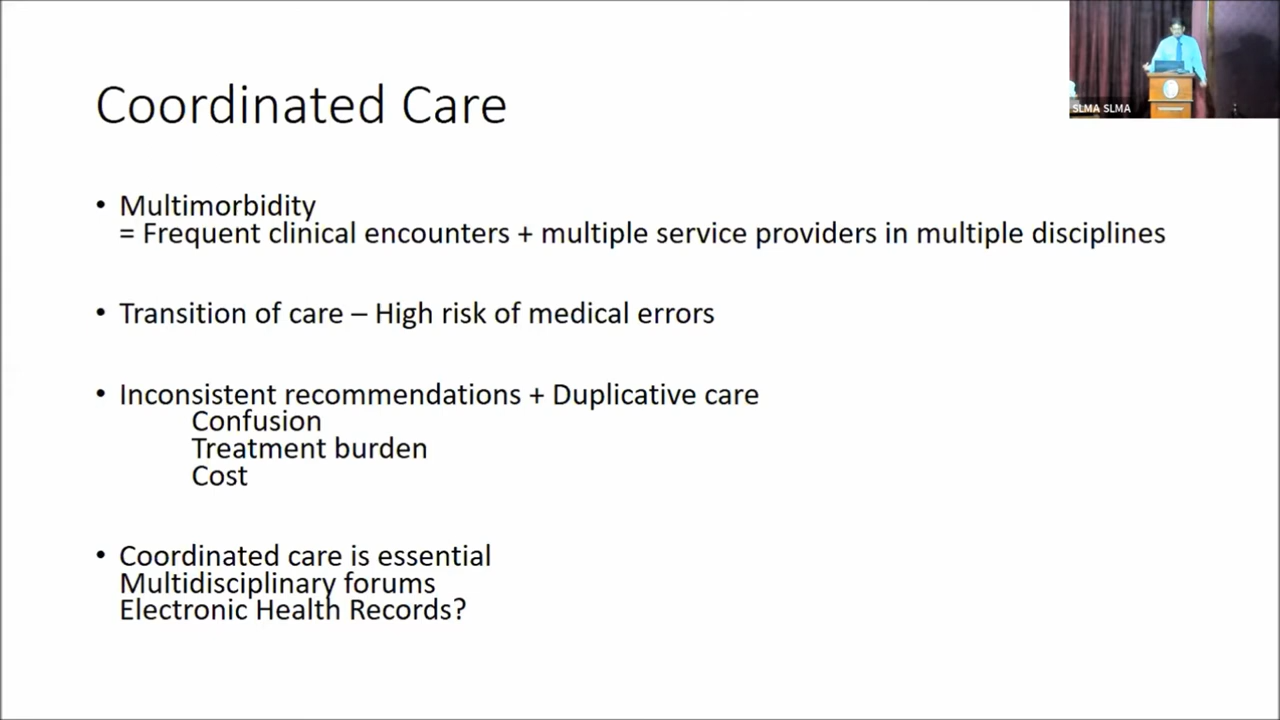 Coordinated Care
SLMA SLMA
• Multimorbidity
= Frequent clinical encounters + multiple service providers in multiple disciplines
• Transition of care – High risk of medical errors
• Inconsistent recommendations + Duplicative care
Confusion
Treatment burden
Cost
• Coordinated care is essential
Multidisciplinary forums
Electronic Health Records?